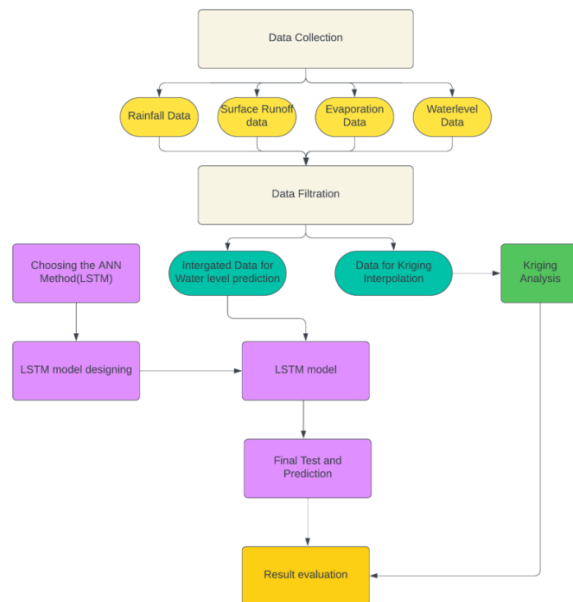 Data Collection
Rainfall Data
Surface Runoff
data
Evaporation
Data
Waterlevel
Data
Data Filtration
Choosing the ANN
Method(LSTM)
Intergated Data for
Water level prediction
Data for Kriging
Interpolation
Kriging
Analysis
LSTM model designing
LSTM model
Final Test and
Prediction
Result evaluation